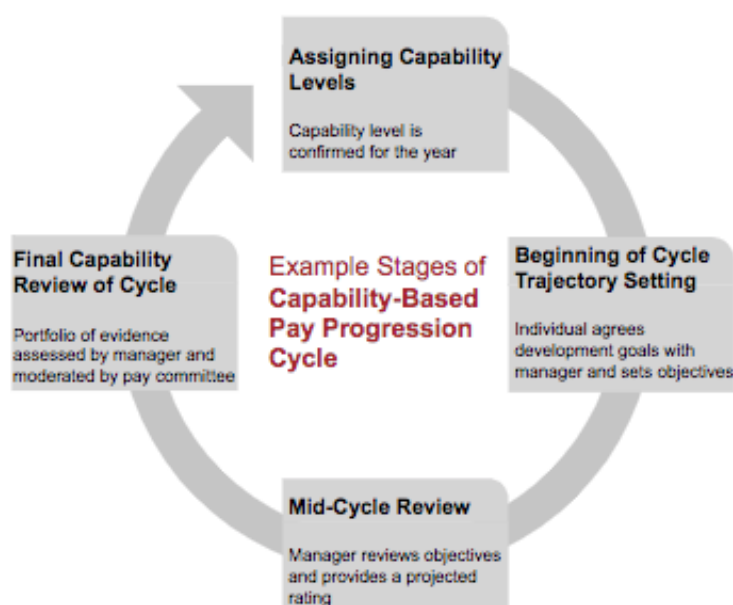 Assigning Capability
Levels
Capability level is
confirmed for the year
Beginning of Cycle
Trajectory Setting
Individual agrees
development goals with
manager and sets objectives
Mid-Cycle Review
Manager reviews objectives
and provides a projected
rating
Final Capability
Review of Cycle
Portfolio of evidence
assessed by manager and
moderated by pay committee
Example Stages of
Capability-Based
Pay Progression
Cycle